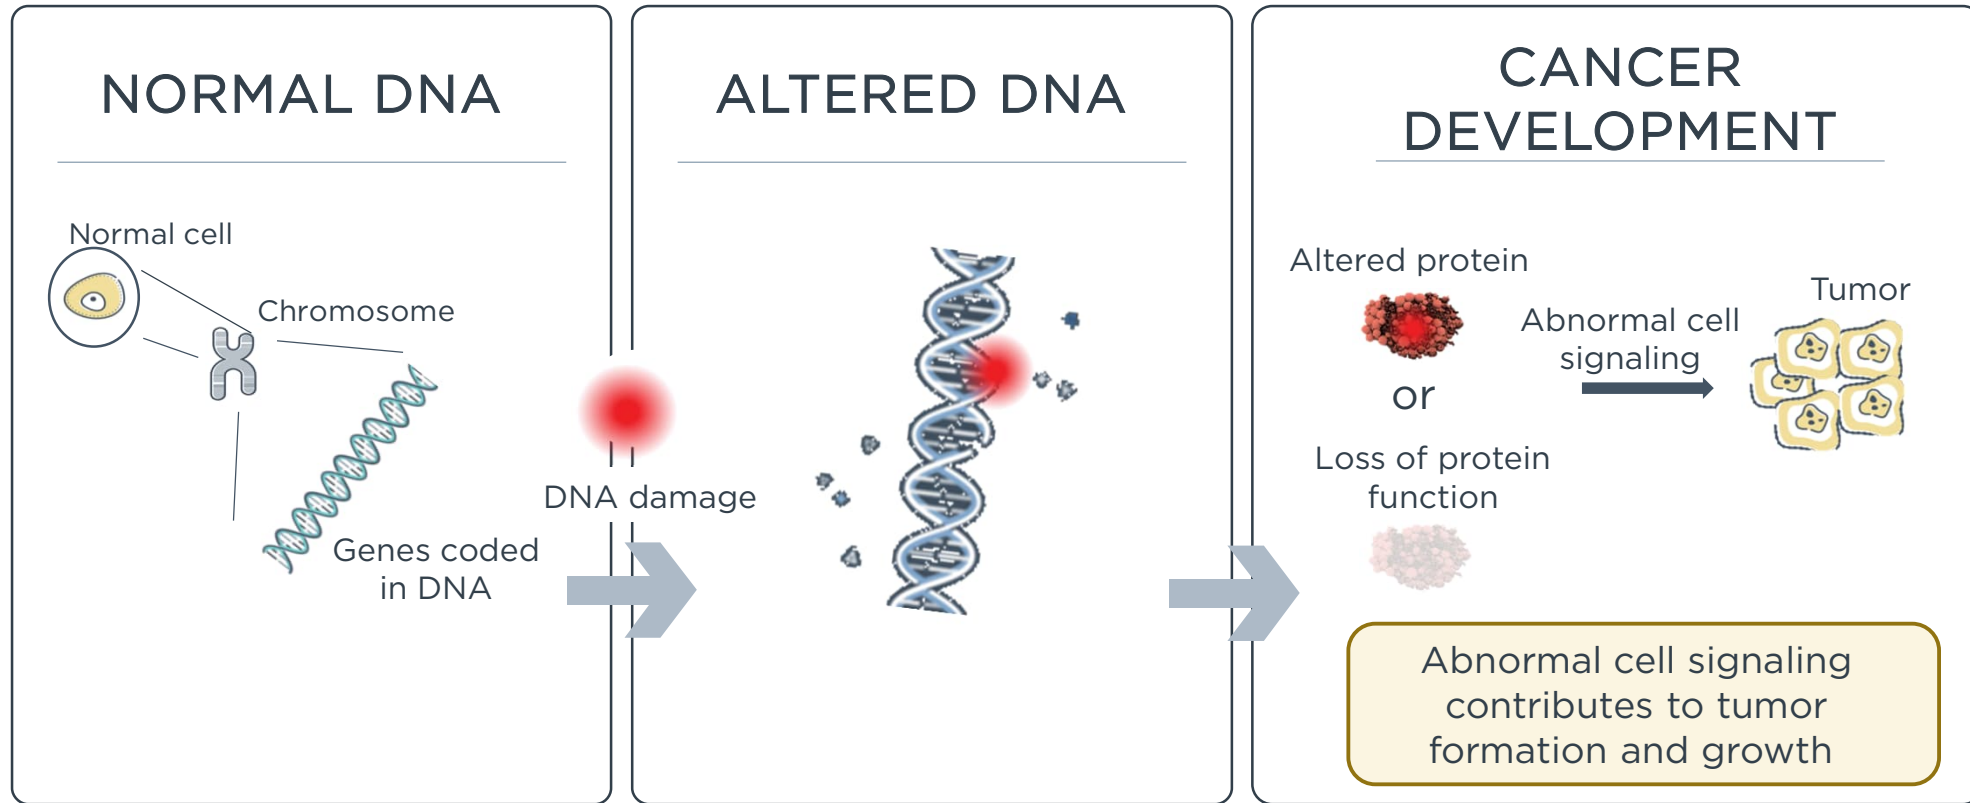 NORMAL DNA
Normal cell
Chromosome
Genes coded
in DNA
DNA damage
ALTERED DNA
CANCER
DEVELOPMENT
Altered protein
or
Loss of protein
function
Abnormal cell
signaling
Tumor
Abnormal cell signaling
contributes to tumor
formation and growth